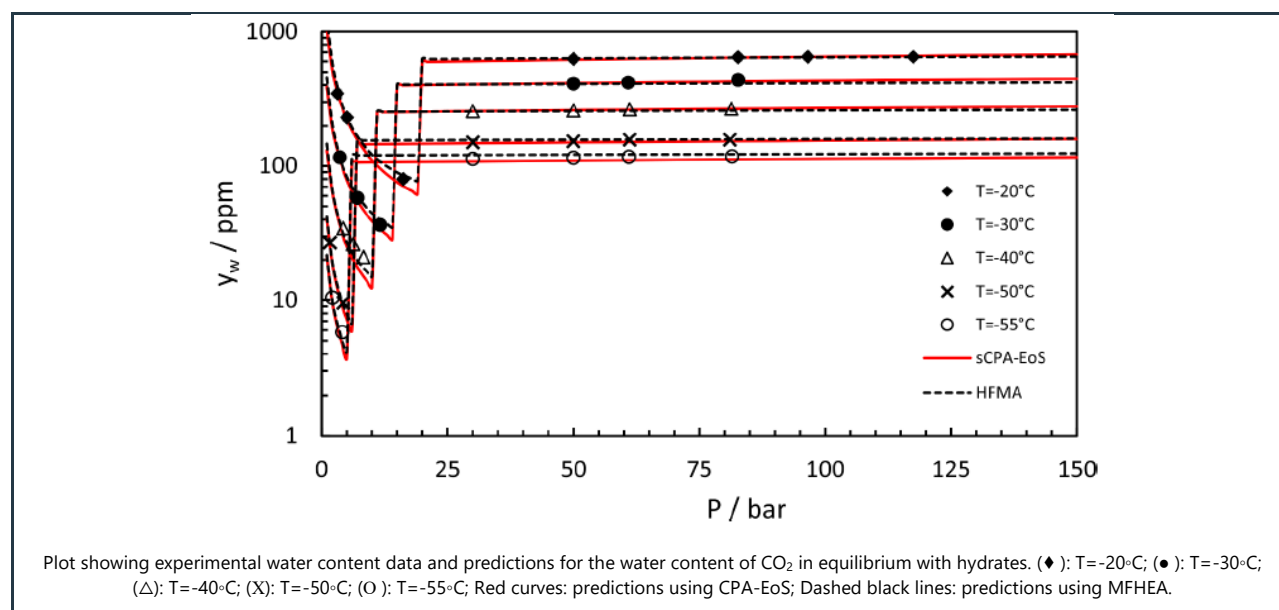 1000
100
10
1
y_w / ppm
0 25 50 75 100 125 150
P / bar
T=-20°C
T=-30°C
T=-40°C
T=-50°C
T=-55°C
sCPA-EoS
HFMA
Plot showing experimental water content data and predictions for the water content of CO₂ in equilibrium with hydrates. (♦ ): T=-20◦C; (● ): T=-30◦C;
(△): T=-40◦C; (X): T=-50◦C; (O ): T=-55◦C; Red curves: predictions using CPA-EoS; Dashed black lines: predictions using MFHEA.